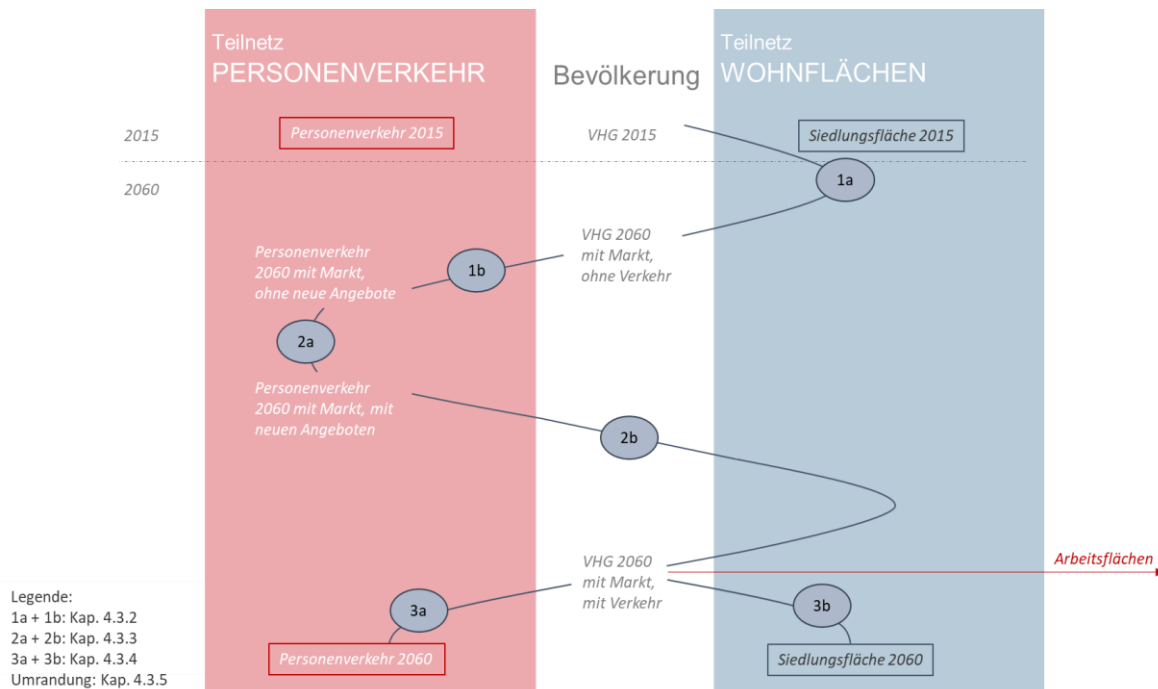 Teilnetz
PERSONENVERKEHR
Bevölkerung
Teilnetz
WOHNFLÄCHEN
2015
Personenverkehr 2015
VHG 2015
Siedlungsfläche 2015
2060
1a
VHG 2060
mit Markt,
ohne Verkehr
Personenverkehr
2060 mit Markt,
ohne neue Angebote
1b
2a
Personenverkehr
2060 mit Markt, mit
neuen Angeboten
2b
VHG 2060
mit Markt,
mit Verkehr
Arbeitsflächen
3a
3b
Personenverkehr 2060
Siedlungsfläche 2060
Legende:
1a + 1b: Kap. 4.3.2
2a + 2b: Kap. 4.3.3
3a + 3b: Kap. 4.3.4
Umrandung: Kap. 4.3.5